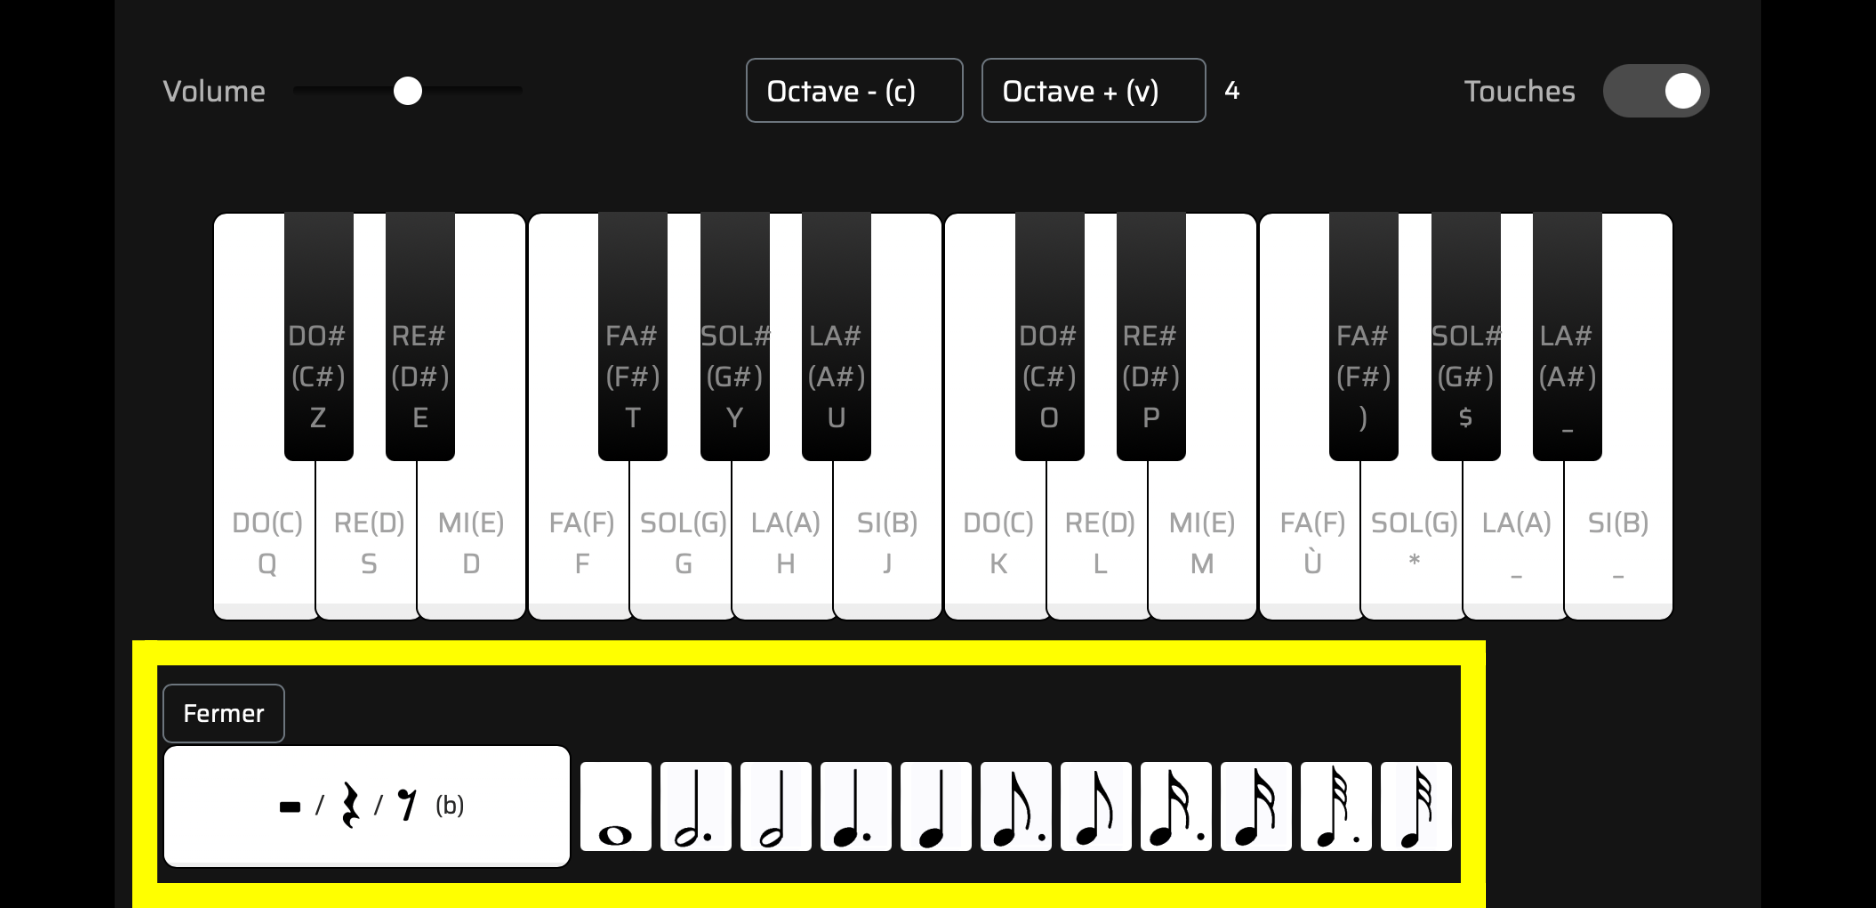 Volume
Octave - (c)
Octave + (v)
4
Touches
DO#
(C#)
Z
RE#
(D#)
E
FA#
(F#)
T
SOL#
(G#)
Y
LA#
(A#)
U
DO#
(C#)
O
RE#
(D#)
P
FA#
(F#)
)
SOL#
(G#)
$
LA#
(A#)
_
DO(C)
Q
RE(D)
S
MI(E)
D
FA(F)
F
SOL(G)
G
LA(A)
H
SI(B)
J
DO(C)
K
RE(D)
L
MI(E)
M
FA(F)
Ù
SOL(G)
*
LA(A)
_
SI(B)
_
Fermer
/ / (b)